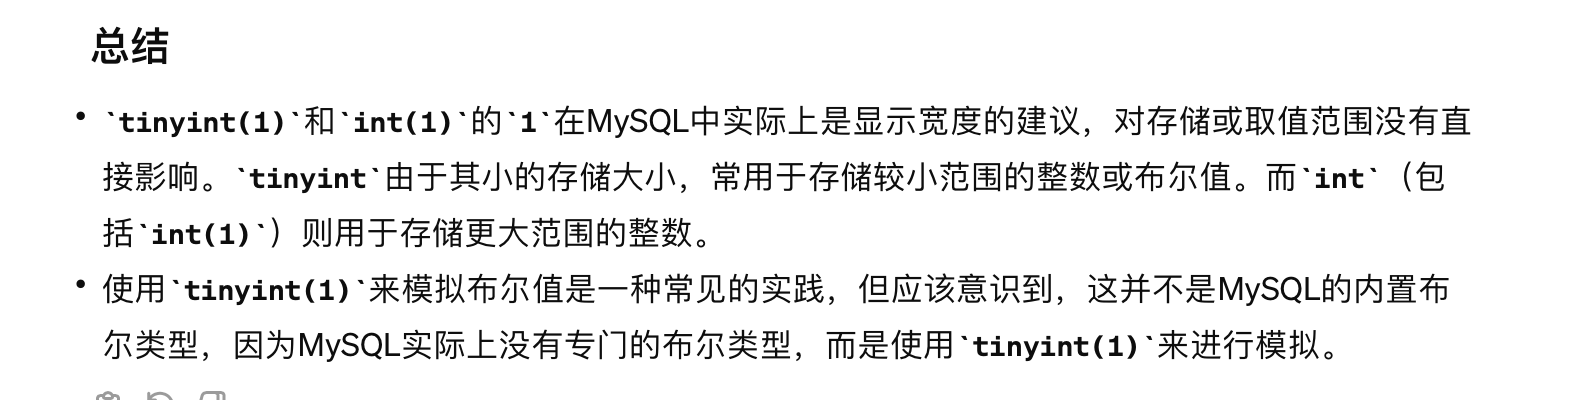 总结
• `tinyint(1)`和`int(1)`的`1`在MySQL中实际上是显示宽度的建议，对存储或取值范围没有直
接影响。`tinyint`由于其小的存储大小，常用于存储较小范围的整数或布尔值。而`int`（包
括`int(1)`）则用于存储更大范围的整数。
• 使用`tinyint(1)`来模拟布尔值是一种常见的实践，但应该意识到，这并不是MySQL的内置布
尔类型，因为MySQL实际上没有专门的布尔类型，而是使用`tinyint(1)`来进行模拟。